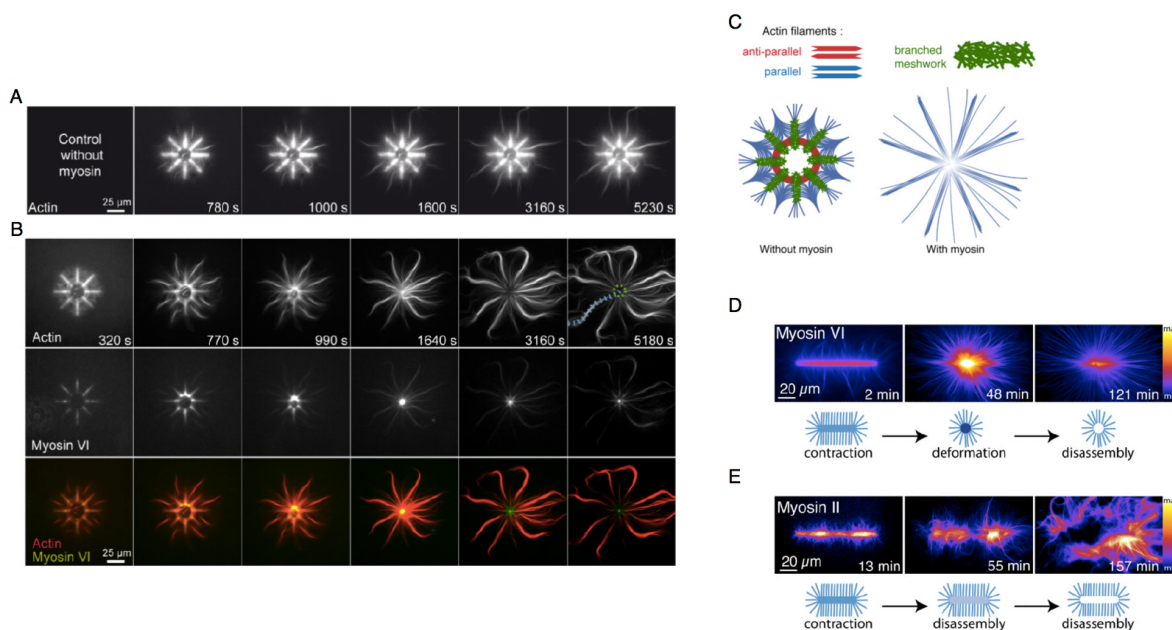 A
Control
without
myosin
Actin
25 µm
780 s
1000 s
1600 s
3160 s
5230 s
B
Actin
320 s
770 s
990 s
1640 s
3160 s
5180 s
Myosin VI
Actin
Myosin VI
25 µm
C
Actin filaments :
anti-parallel
parallel
branched
meshwork
Without myosin
With myosin
D
Myosin VI
20 µm
2 min
48 min
121 min
contraction
deformation
disassembly
E
Myosin II
20 µm
13 min
55 min
157 min
contraction
disassembly
disassembly